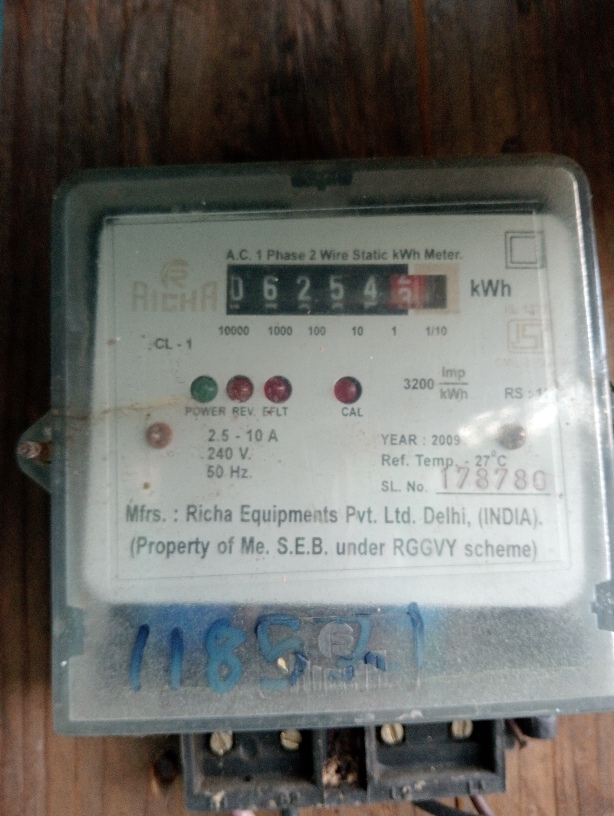 A.C. 1 Phase 2 Wire Static kWh Meter.
RICHA
0 6 2 5 4 kWh
10000 1000 100 10 1 1/10
CL - 1
POWER REV. EFLT CAL
3200 Imp
kWh
2.5 - 10 A
240 V.
50 Hz.
YEAR : 2009
Ref. Temp. - 27°C
SL. No. 178780
Mfrs. : Richa Equipments Pvt. Ltd. Delhi, (INDIA).
(Property of Me. S.E.B. under RGGVY scheme)